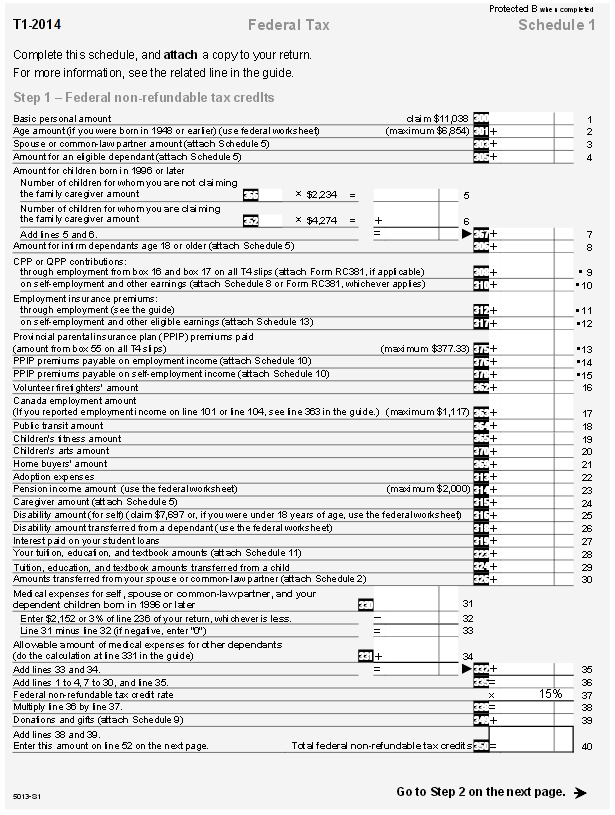 Protected B when completed
T1-2014 Federal Tax Schedule 1
Complete this schedule, and attach a copy to your return.
For more information, see the related line in the guide.
Step 1 – Federal non-refundable tax credits
Basic personal amount claim $11,038 300 1
Age amount (if you were born in 1948 or earlier) (use federal worksheet) (maximum $6,854) 301 + 2
Spouse or common-law partner amount (attach Schedule 5) 303 + 3
Amount for an eligible dependant (attach Schedule 5) 305 + 4
Amount for children born in 1996 or later
Number of children for whom you are not claiming
the family caregiver amount × $2,234 = 5
Number of children for whom you are claiming
the family caregiver amount 352 × $4,274 = + 6
Add lines 5 and 6. = 367 + 7
Amount for infirm dependants age 18 or older (attach Schedule 5) 306 + 8
CPP or QPP contributions:
through employment from box 16 and box 17 on all T4 slips (attach Form RC381, if applicable) 308 + • 9
on self-employment and other earnings (attach Schedule 8 or Form RC381, whichever applies) 310 + • 10
Employment insurance premiums:
through employment (see the guide) 312 + • 11
on self-employment and other eligible earnings (attach Schedule 13) 317 + • 12
Provincial parental insurance plan (PPIP) premiums paid
(amount from box 55 on all T4 slips) (maximum $377.33) 375 + • 13
PPIP premiums payable on employment income (attach Schedule 10) 376 + • 14
PPIP premiums payable on self-employment income (attach Schedule 10) 378 + • 15
Volunteer firefighters' amount 362 + 16
Canada employment amount
(If you reported employment income on line 101 or line 104, see line 363 in the guide.) (maximum $1,117) 363 + 17
Public transit amount 364 + 18
Children's fitness amount 365 + 19
Children's arts amount 370 + 20
Home buyers' amount 369 + 21
Adoption expenses 313 + 22
Pension income amount (use the federal worksheet) (maximum $2,000) 314 + 23
Caregiver amount (attach Schedule 5) 315 + 24
Disability amount (for self) (claim $7,697 or, if you were under 18 years of age, use the federal worksheet) 316 + 25
Disability amount transferred from a dependant (use the federal worksheet) 318 + 26
Interest paid on your student loans 319 + 27
Your tuition, education, and textbook amounts (attach Schedule 11) 323 + 28
Tuition, education, and textbook amounts transferred from a child 324 + 29
Amounts transferred from your spouse or common-law partner (attach Schedule 2) 326 + 30
Medical expenses for self, spouse or common-law partner, and your
dependent children born in 1996 or later 330 31
Enter $2,152 or 3% of line 236 of your return, whichever is less. – 32
Line 31 minus line 32 (if negative, enter "0") = 33
Allowable amount of medical expenses for other dependants
(do the calculation at line 331 in the guide) 331 + 34
Add lines 33 and 34. = 332 + 35
Add lines 1 to 4, 7 to 30, and line 35. 335 = 36
Federal non-refundable tax credit rate × 15% 37
Multiply line 36 by line 37. 338 = 38
Donations and gifts (attach Schedule 9) 349 + 39
Add lines 38 and 39.
Enter this amount on line 52 on the next page. Total federal non-refundable tax credits 350 = 40
5013-S1
Go to Step 2 on the next page.